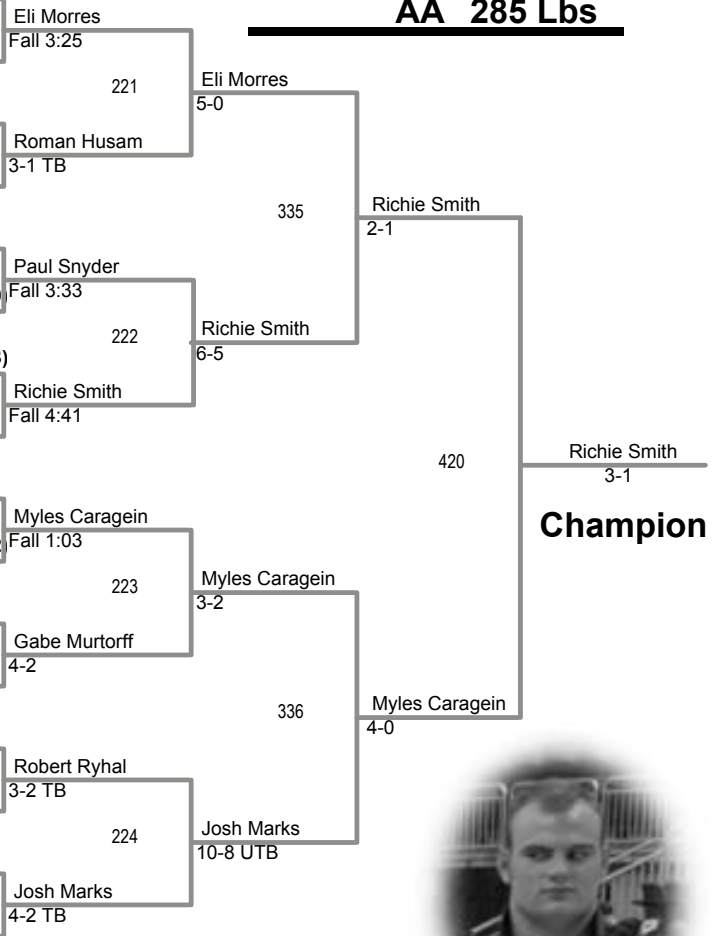 AA 285 Lbs
Eli Morres
Fall 3:25
221
Eli Morres
5-0
Roman Husam
3-1 TB
335
Richie Smith
2-1
Paul Snyder
Fall 3:33
222
Richie Smith
6-5
Richie Smith
Fall 4:41
420
Richie Smith
3-1
Champion
Myles Caragein
Fall 1:03
223
Myles Caragein
3-2
Gabe Murtorff
4-2
336
Myles Caragein
4-0
Robert Ryhal
3-2 TB
224
Josh Marks
10-8 UTB
Josh Marks
4-2 TB